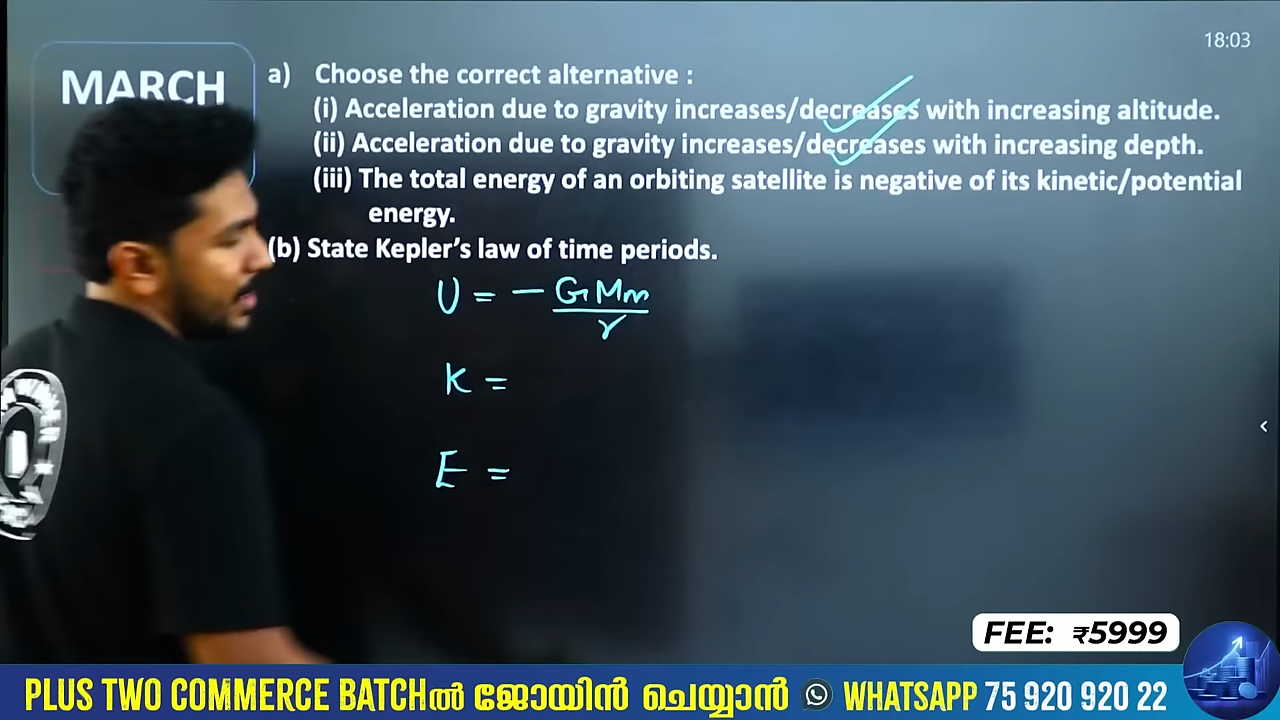 18:03
MARCH
a) Choose the correct alternative :
(i) Acceleration due to gravity increases/decreases with increasing altitude.
(ii) Acceleration due to gravity increases/decreases with increasing depth.
(iii) The total energy of an orbiting satellite is negative of its kinetic/potential
energy.
(b) State Kepler's law of time periods.
U = - GMm/r
K =
E =
FEE: ₹5999
PLUS TWO COMMERCE BATCHൽ ജോയിൻ ചെയ്യാൻ WHATSAPP 75 920 920 22